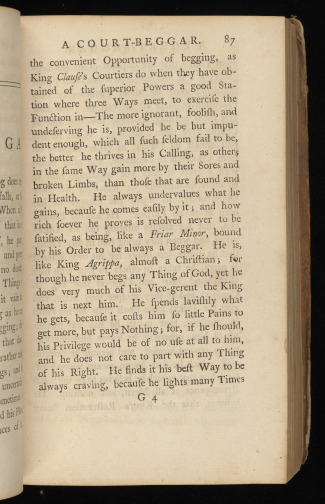 A COURT-BEGGAR. 87
the convenient Opportunity of begging, as
King Clauſe's Courtiers do when they have ob-
tained of the ſuperior Powers a good Sta-
tion where three Ways meet, to exerciſe the
Function in—The more ignorant, fooliſh, and
undeſerving he is, provided he be but impu-
dent enough, which all ſuch ſeldom fail to be,
the better he thrives in his Calling, as others
in the ſame Way gain more by their Sores and
broken Limbs, than thoſe that are ſound and
in Health. He always undervalues what he
gains, becauſe he comes eaſily by it; and how
rich ſoever he proves is reſolved never to be
ſatiſied, as being, like a Friar Minor, bound
by his Order to be always a Beggar. He is,
like King Agrippa, almoſt a Chriſtian; for
though he never begs any Thing of God, yet he
does very much of his Vice-gerent the King
that is next him. He ſpends laviſhly what
he gets, becauſe it coſts him ſo little Pains to
get more, but pays Nothing; for, if he ſhould,
his Privilege would be of no uſe at all to him,
and he does not care to part with any Thing
of his Right. He finds it his beſt Way to be
always craving, becauſe he lights many Times
G 4